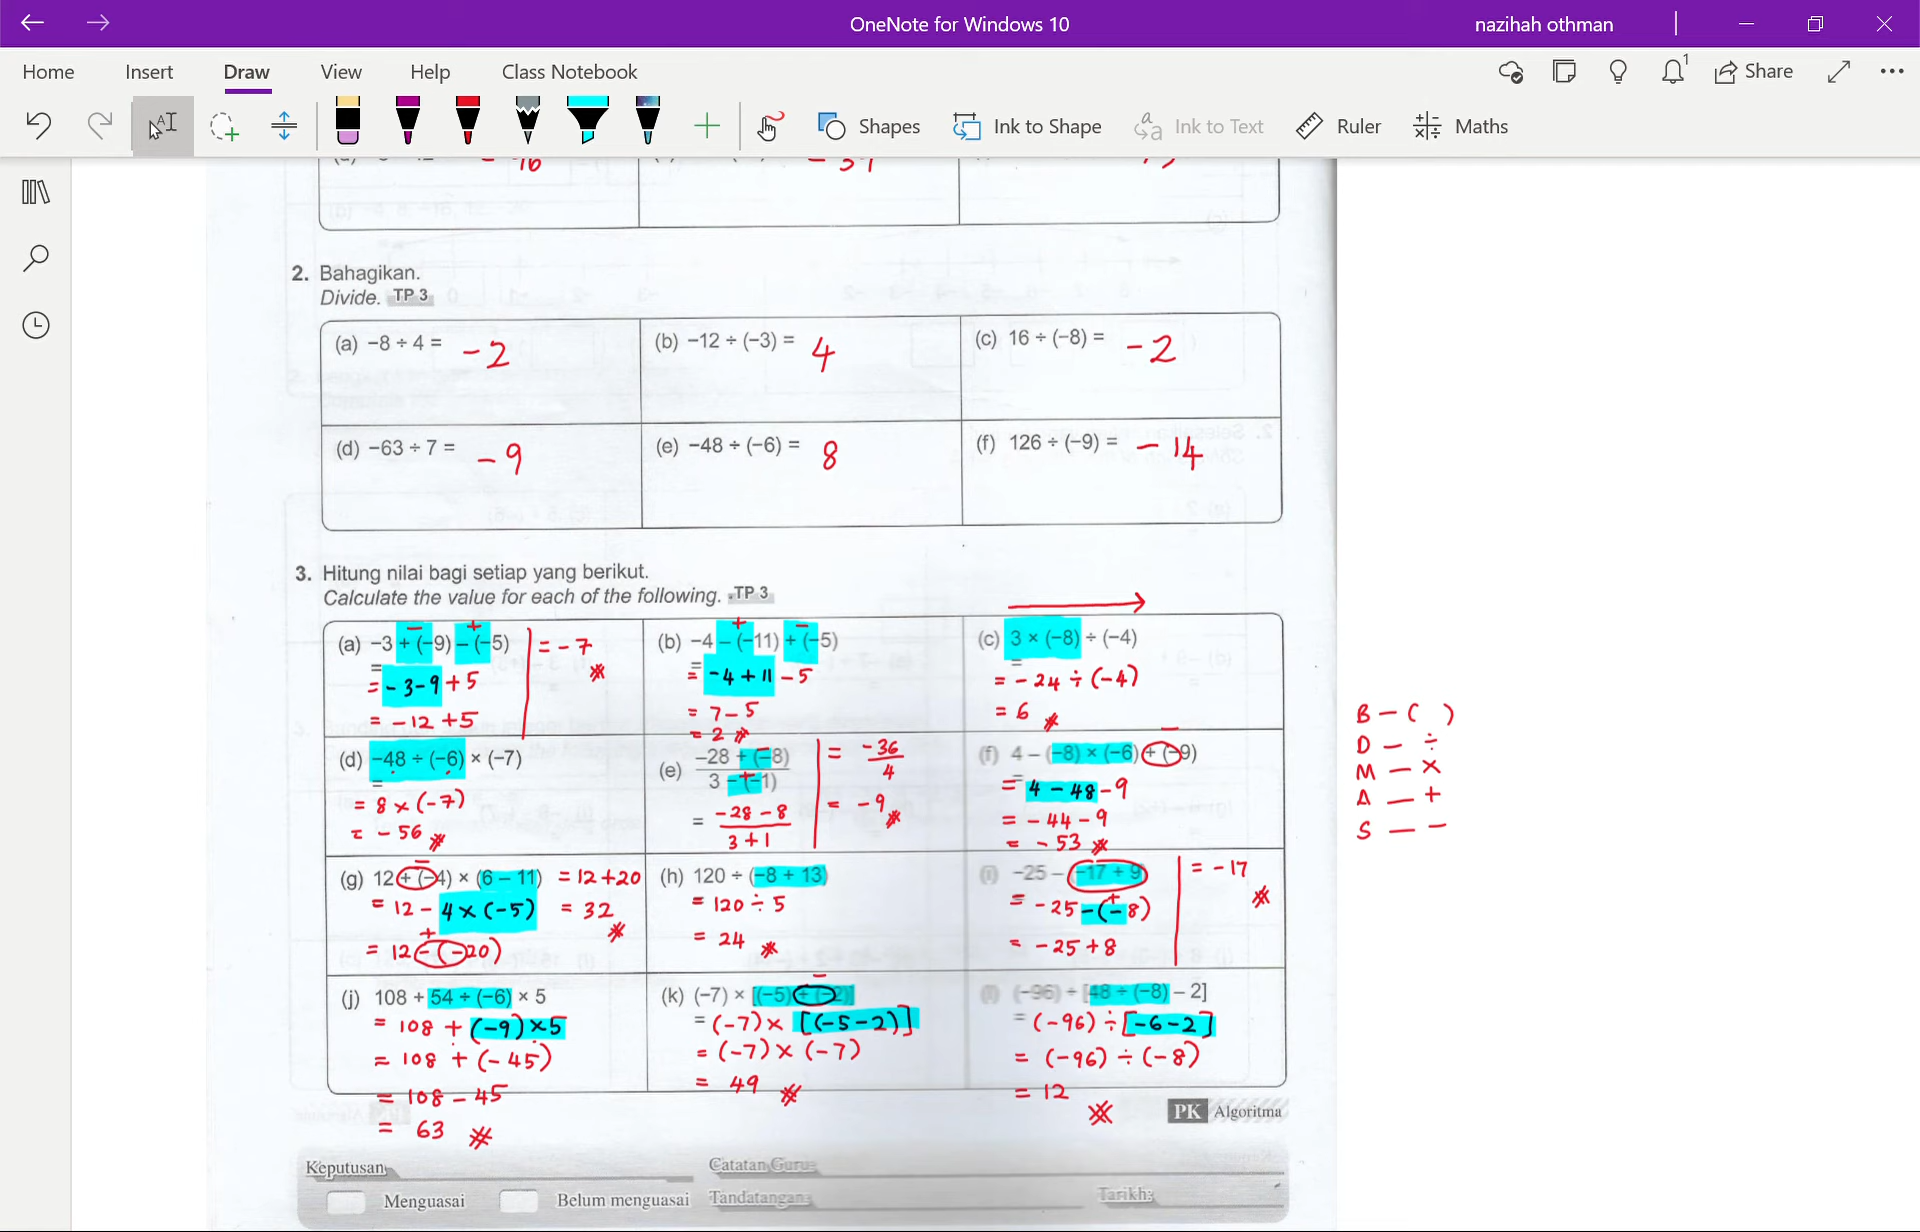 OneNote for Windows 10
nazihah othman
Home Insert Draw View Help Class Notebook
1 Share
Shapes Ink to Shape Ink to Text Ruler Maths
2. Bahagikan.
Divide. TP 3
(a) −8 ÷ 4 = -2
(b) −12 ÷ (−3) = 4
(c) 16 ÷ (−8) = -2
(d) −63 ÷ 7 = -9
(e) −48 ÷ (−6) = 8
(f) 126 ÷ (−9) = -14
3. Hitung nilai bagi setiap yang berikut.
Calculate the value for each of the following. TP 3
(a) −3 + (−9) − (−5)
= -3-9 +5
= -12 +5
= -7
(b) −4 − (−11) + (−5)
= -4 + 11 - 5
= 7 - 5
= 2
(c) 3 × (−8) ÷ (−4)
= -24 ÷ (-4)
= 6
(d) −48 ÷ (−6) × (−7)
= 8 × (-7)
= -56
(e) −28 + (−8)
3 − (−1)
= -28 - 8
3 + 1
= -36
4
= -9
(f) 4 − (−8) × (−6) + (−9)
= 4 - 48 - 9
= -44 - 9
= -53
(g) 12 + (−4) × (6 − 11)
= 12 - 4 × (-5)
= 12 - (-20)
= 12 + 20
= 32
(h) 120 ÷ (−8 + 13)
= 120 ÷ 5
= 24
(i) −25 − (−17 + 9)
= -25 - (-8)
= -25 + 8
= -17
(j) 108 + 54 ÷ (−6) × 5
= 108 + (-9) × 5
= 108 + (-45)
= 108 - 45
= 63
(k) (−7) × [(−5) + (−2)]
= (-7) × [(-5-2)]
= (-7) × (-7)
= 49
(l) (−96) ÷ [48 ÷ (−8) − 2]
= (-96) ÷ [-6-2]
= (-96) ÷ (-8)
= 12
B - ( )
D - ÷
M - ×
A - +
S - -
PK Algoritma
Keputusan
Catatan Guru:
Menguasai Belum menguasai
Tandatangan:
Tarikh: